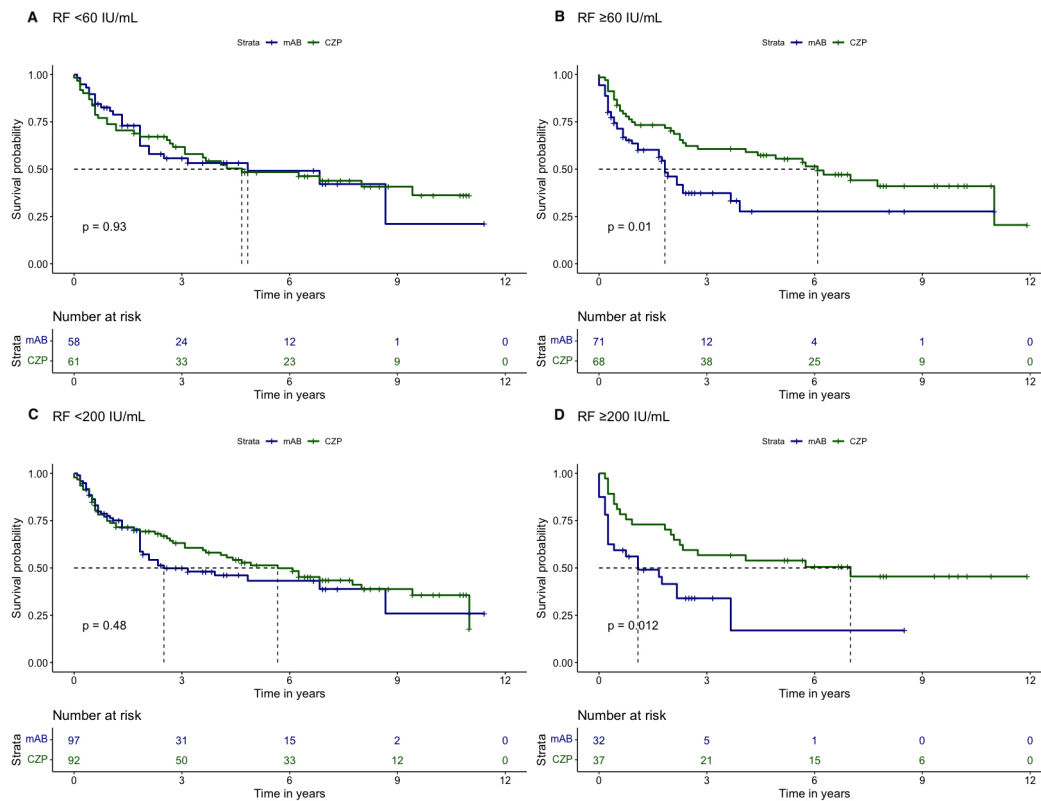 A RF <60 IU/mL
Strata mAB CZP
Survival probability
1.00
0.75
0.50
0.25
0.00
p = 0.93
0 3 6 9 12
Time in years
Number at risk
Strata
mAB 58 24 12 1 0
CZP 61 33 23 9 0
0 3 6 9 12
Time in years
B RF ≥60 IU/mL
Strata mAB CZP
Survival probability
1.00
0.75
0.50
0.25
0.00
p = 0.01
0 3 6 9 12
Time in years
Number at risk
Strata
mAB 71 12 4 1 0
CZP 68 38 25 9 0
0 3 6 9 12
Time in years
C RF <200 IU/mL
Strata mAB CZP
Survival probability
1.00
0.75
0.50
0.25
0.00
p = 0.48
0 3 6 9 12
Time in years
Number at risk
Strata
mAB 97 31 15 2 0
CZP 92 50 33 12 0
0 3 6 9 12
Time in years
D RF ≥200 IU/mL
Strata mAB CZP
Survival probability
1.00
0.75
0.50
0.25
0.00
p = 0.012
0 3 6 9 12
Time in years
Number at risk
Strata
mAB 32 5 1 0 0
CZP 37 21 15 6 0
0 3 6 9 12
Time in years